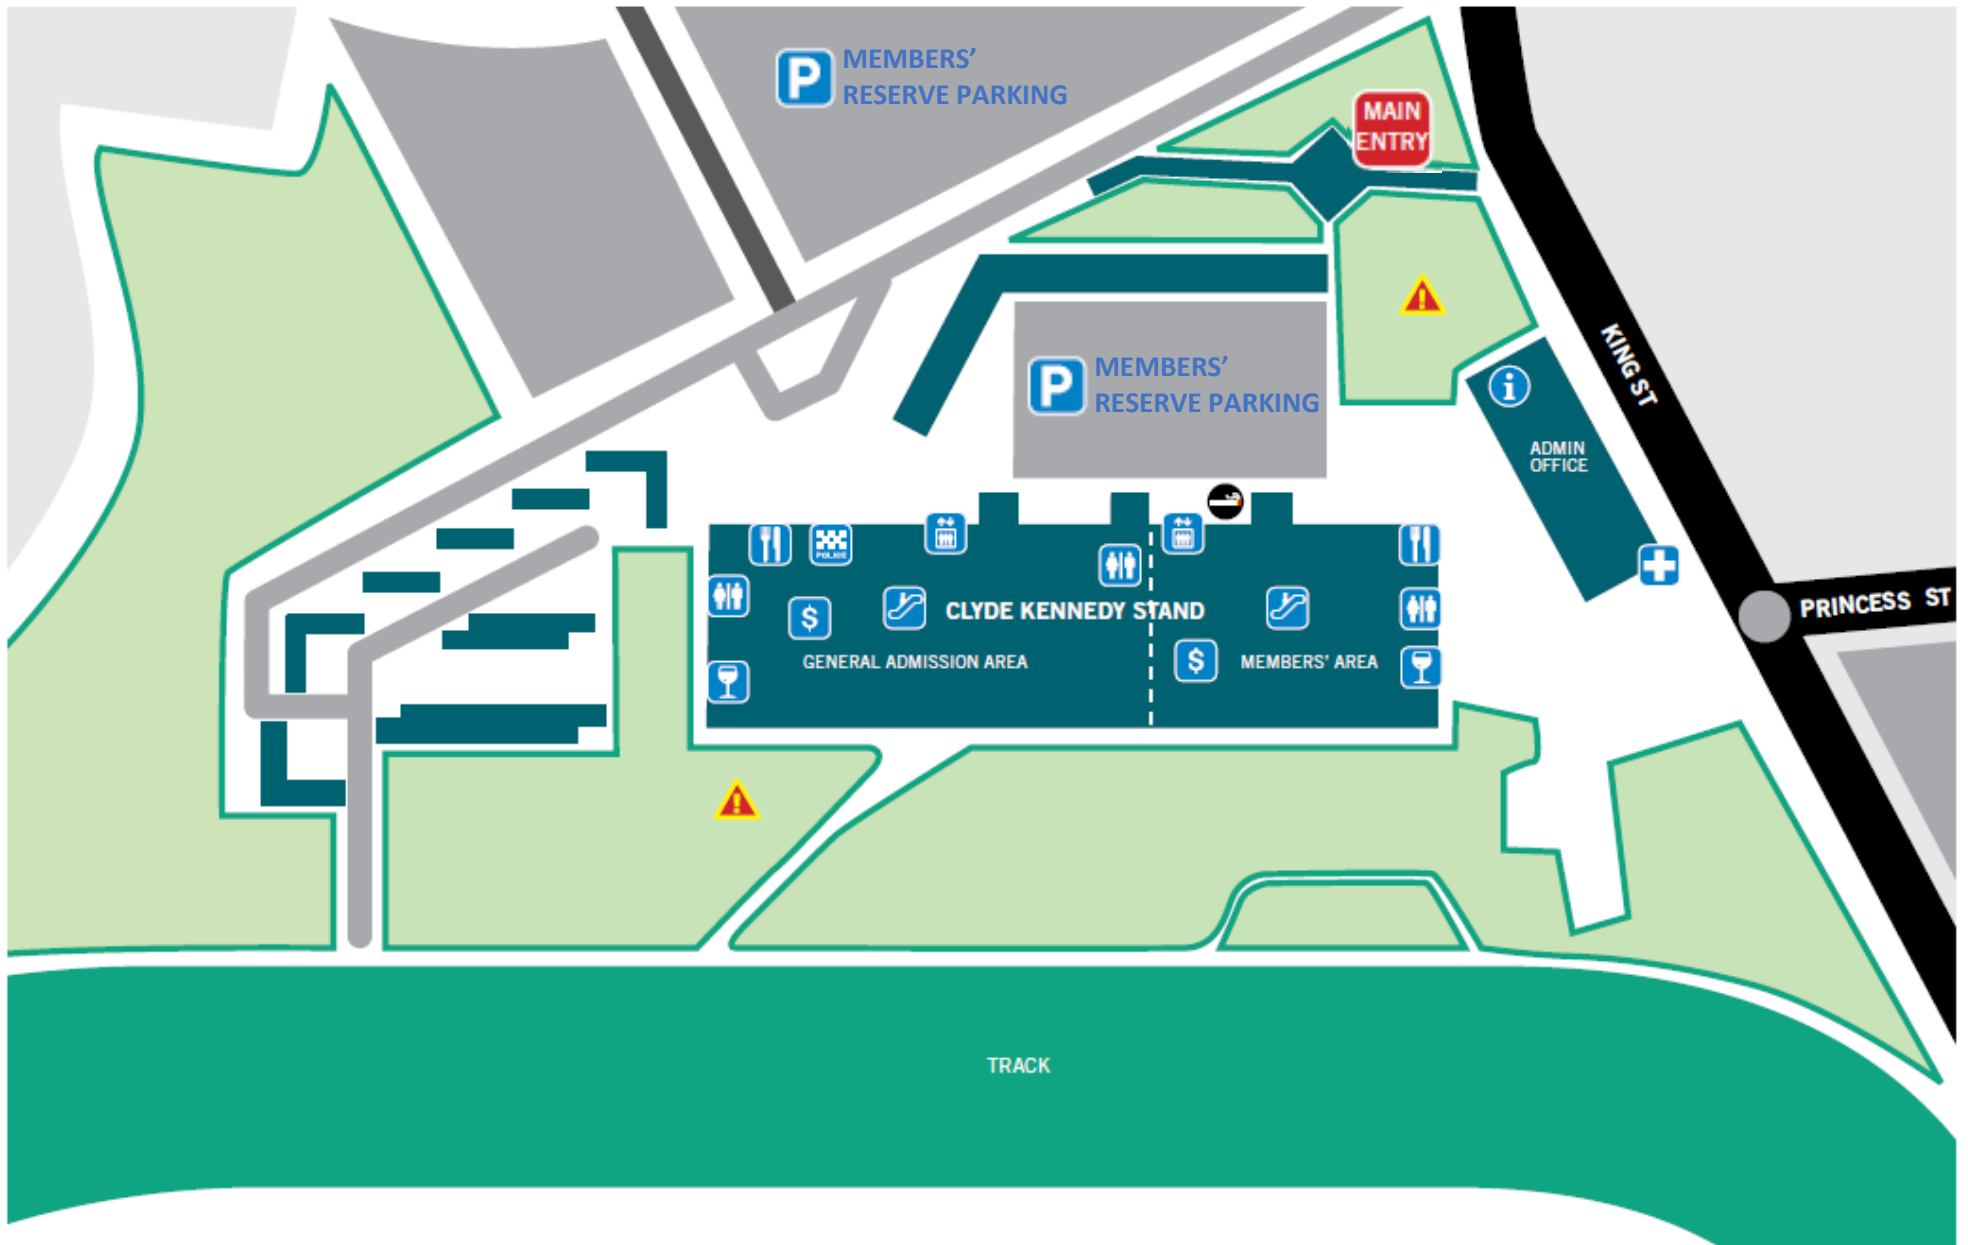 MEMBERS’
RESERVE PARKING
MAIN
ENTRY
KING ST
MEMBERS’
RESERVE PARKING
ADMIN
OFFICE
POLICE
CLYDE KENNEDY STAND
PRINCESS ST
GENERAL ADMISSION AREA
MEMBERS’ AREA
TRACK